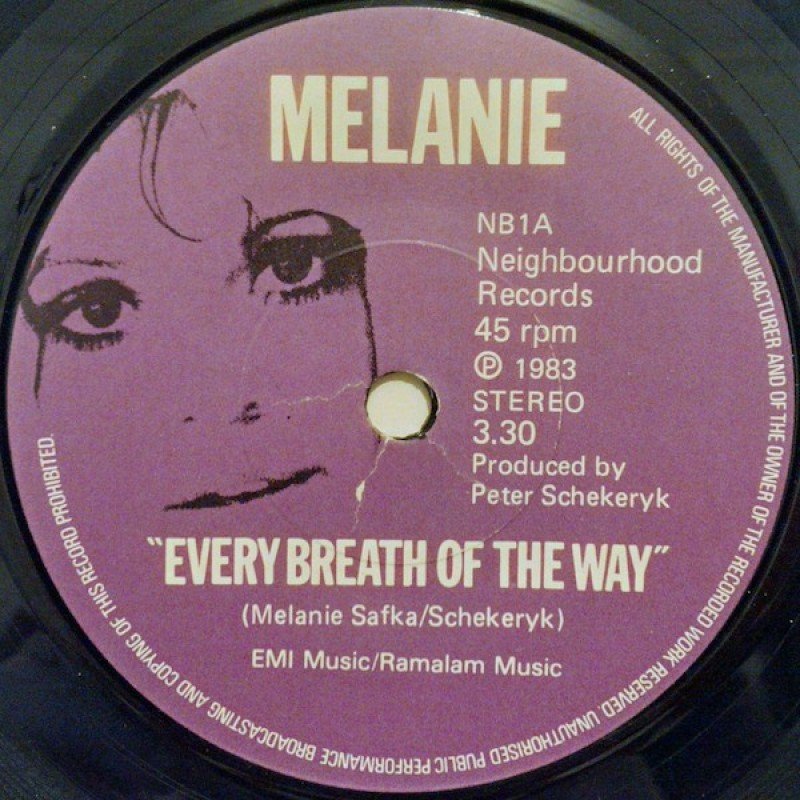 MELANIE
NB1A
Neighbourhood
Records
45 rpm
℗ 1983
STEREO
3.30
Produced by
Peter Schekeryk
"EVERY BREATH OF THE WAY"
(Melanie Safka/Schekeryk)
EMI Music/Ramalam Music
ALL RIGHTS OF THE MANUFACTURER AND OF THE OWNER OF THE RECORDED WORK RESERVED. UNAUTHORISED PUBLIC PERFORMANCE BROADCASTING AND COPYING OF THIS RECORD PROHIBITED.